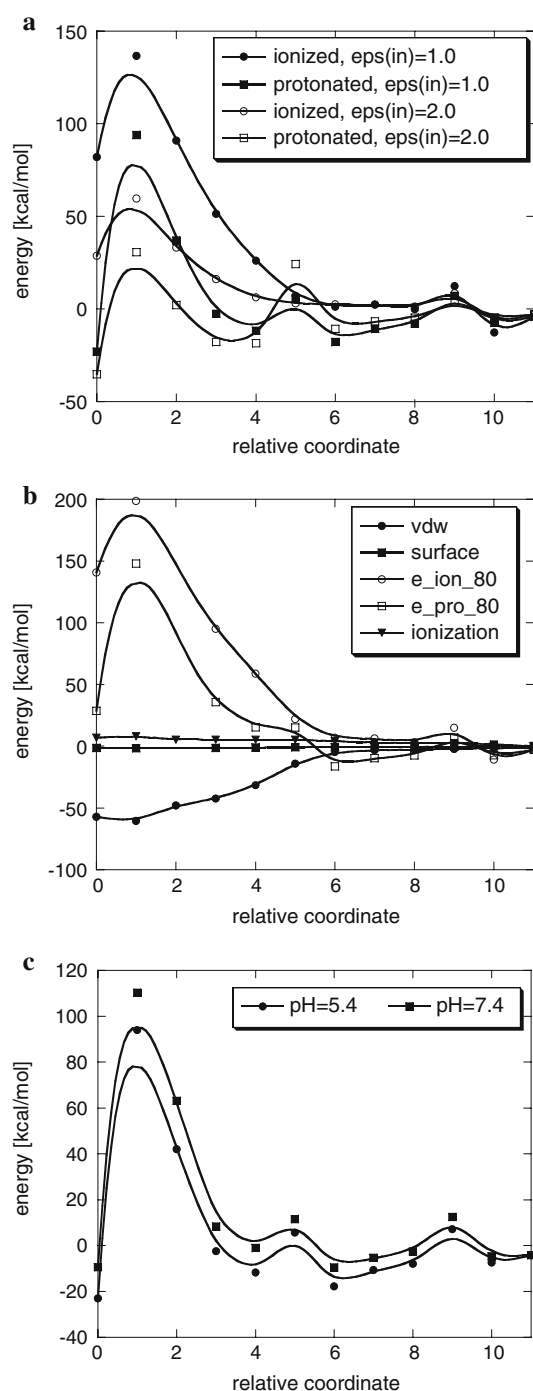 a
150
100
50
0
-50
energy [kcal/mol]
ionized, eps(in)=1.0
protonated, eps(in)=1.0
ionized, eps(in)=2.0
protonated, eps(in)=2.0
0 2 4 6 8 10
relative coordinate
b
200
150
100
50
0
-50
-100
energy [kcal/mol]
vdw
surface
e_ion_80
e_pro_80
ionization
0 2 4 6 8 10
relative coordinate
c
120
100
80
60
40
20
0
-20
-40
energy [kcal/mol]
pH=5.4 pH=7.4
0 2 4 6 8 10
relative coordinate